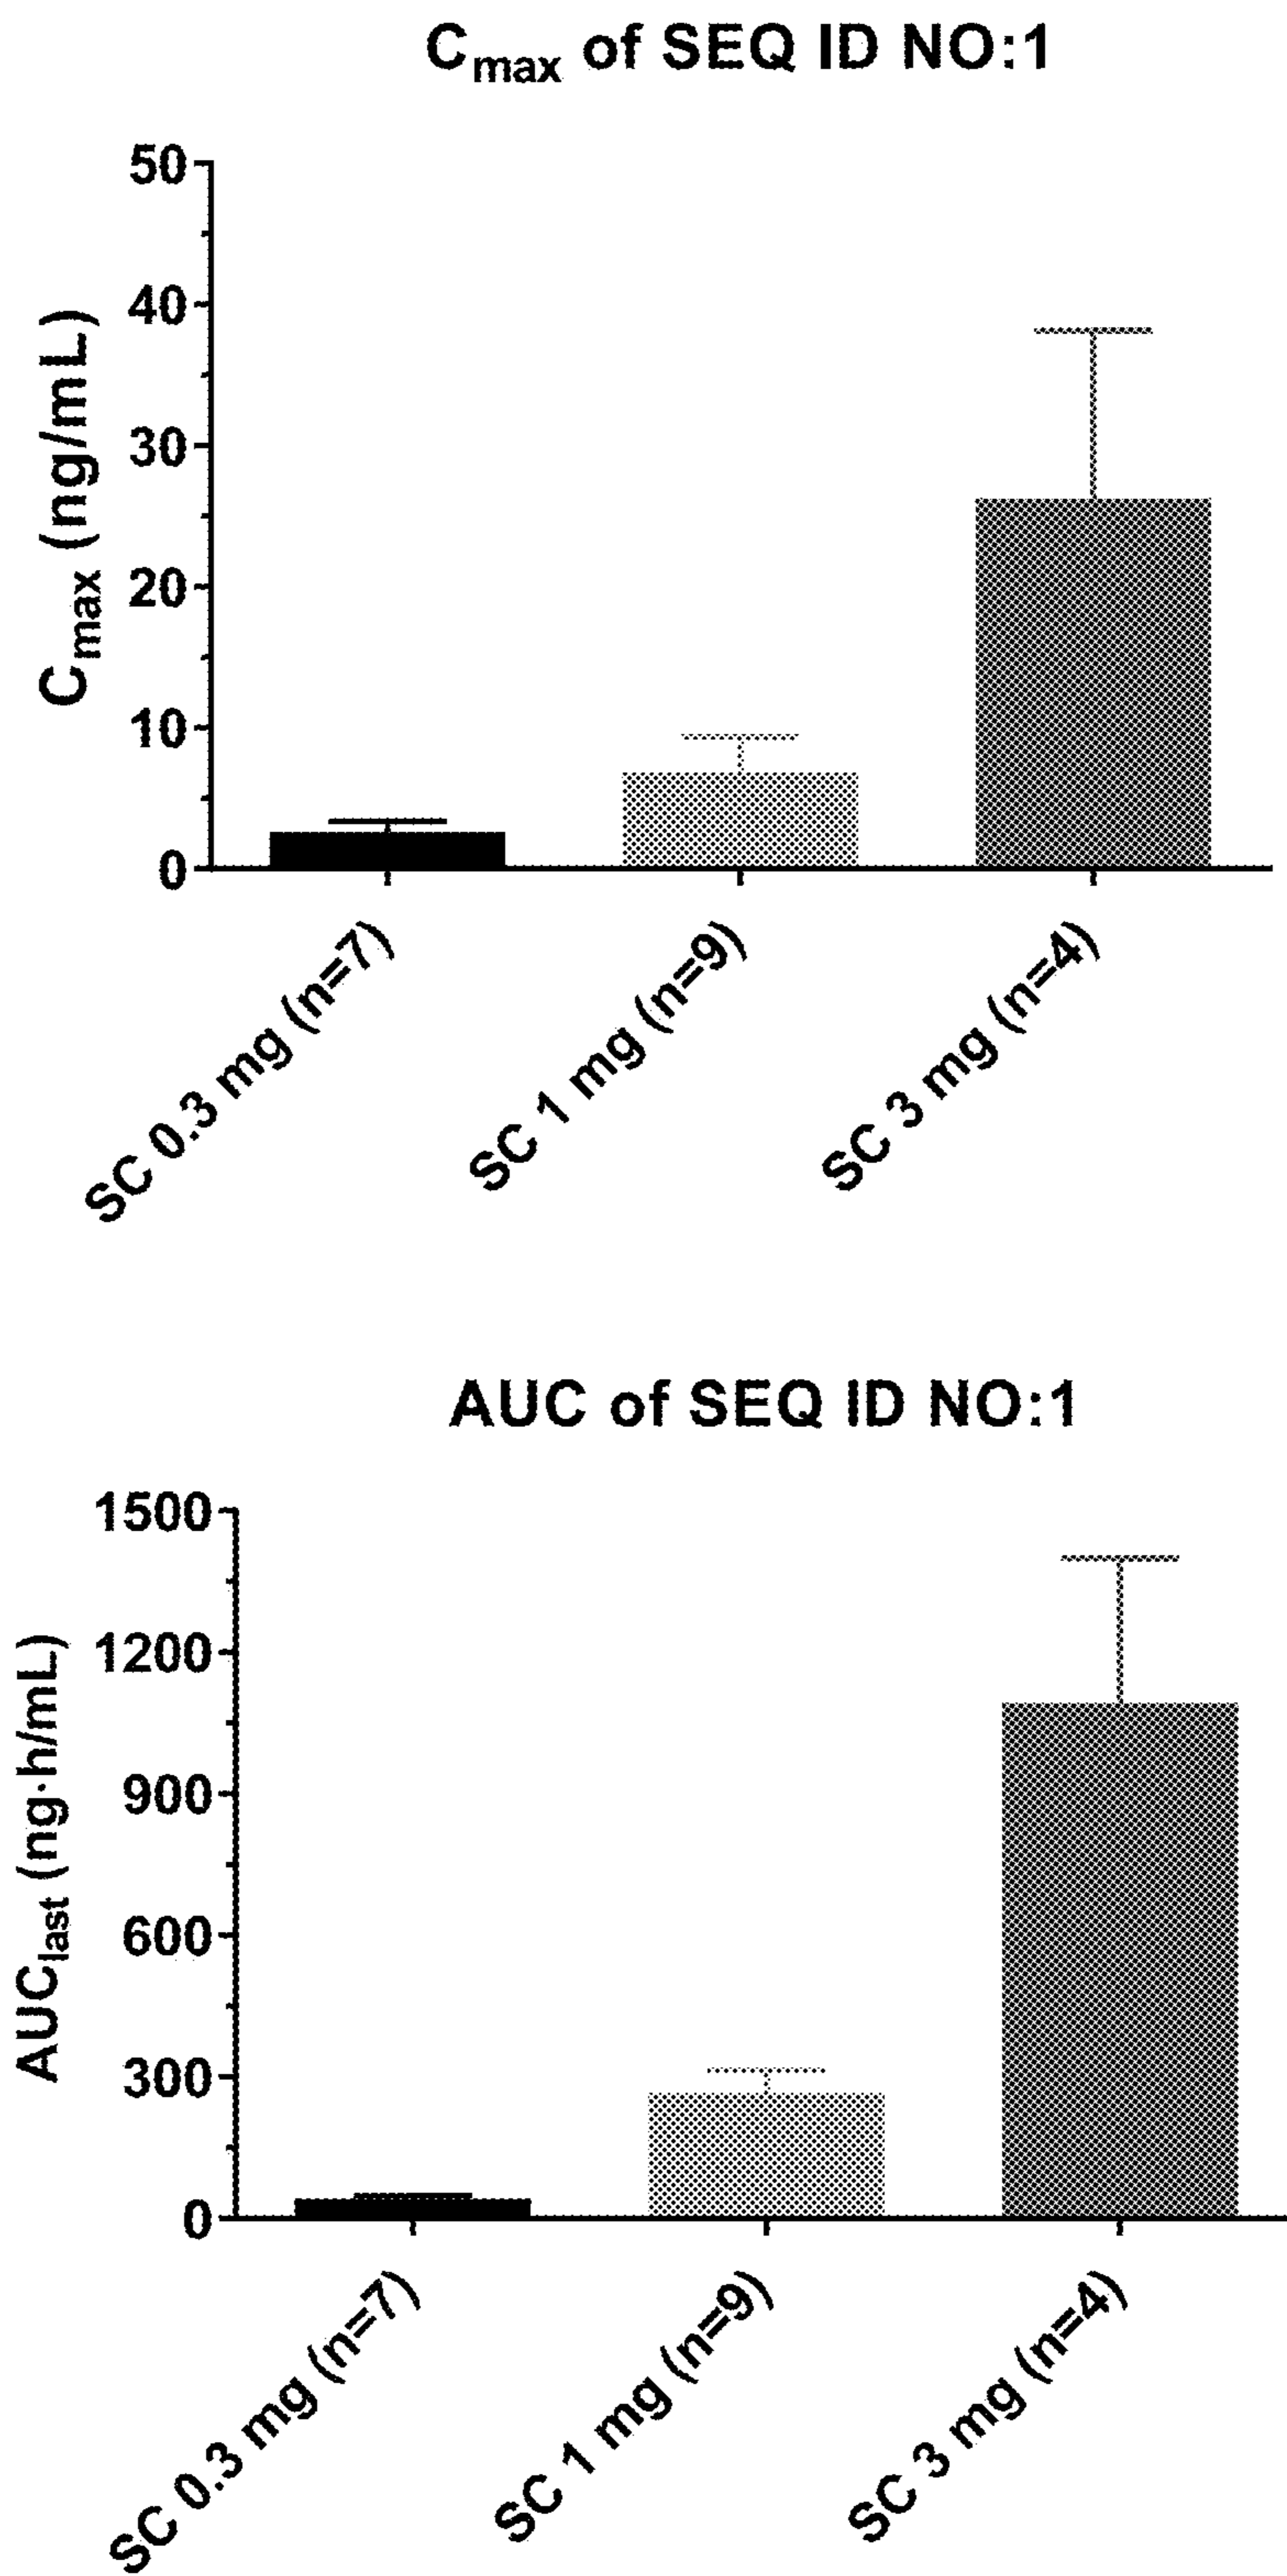 Cmax of SEQ ID NO:1
Cmax (ng/mL)
50
40
30
20
10
0
SC 0.3 mg (n=7)
SC 1 mg (n=9)
SC 3 mg (n=4)
AUC of SEQ ID NO:1
AUClast (ng·h/mL)
1500
1200
900
600
300
0
SC 0.3 mg (n=7)
SC 1 mg (n=9)
SC 3 mg (n=4)